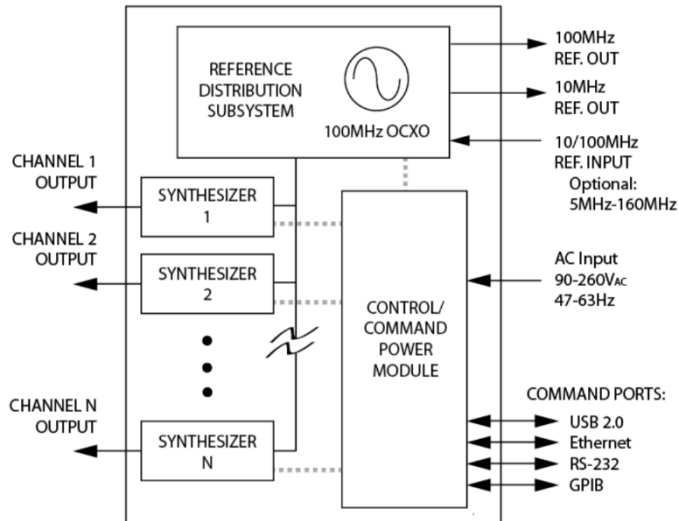 REFERENCE
DISTRIBUTION
SUBSYSTEM
100MHz OCXO
100MHz
REF. OUT
10MHz
REF. OUT
10/100MHz
REF. INPUT
Optional:
5MHz-160MHz
CHANNEL 1
OUTPUT
SYNTHESIZER
1
CHANNEL 2
OUTPUT
SYNTHESIZER
2
CHANNEL N
OUTPUT
SYNTHESIZER
N
CONTROL/
COMMAND
POWER
MODULE
AC Input
90-260VAC
47-63Hz
COMMAND PORTS:
USB 2.0
Ethernet
RS-232
GPIB